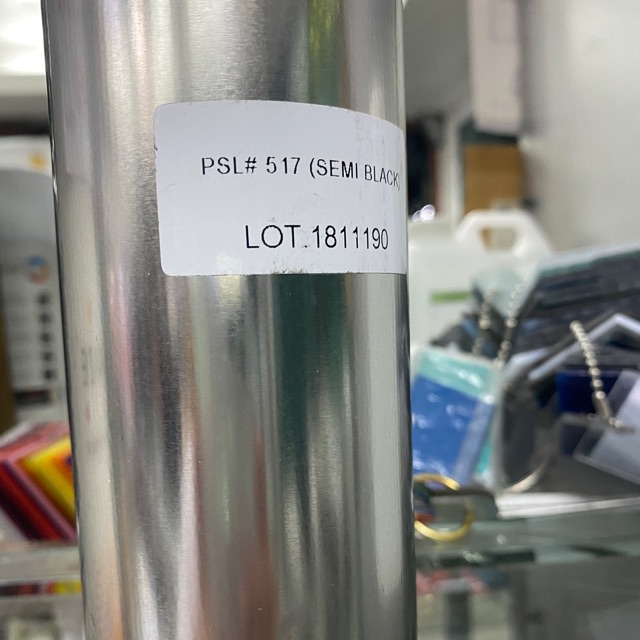 PSL# 517 (SEMI BLACK)
LOT.1811190